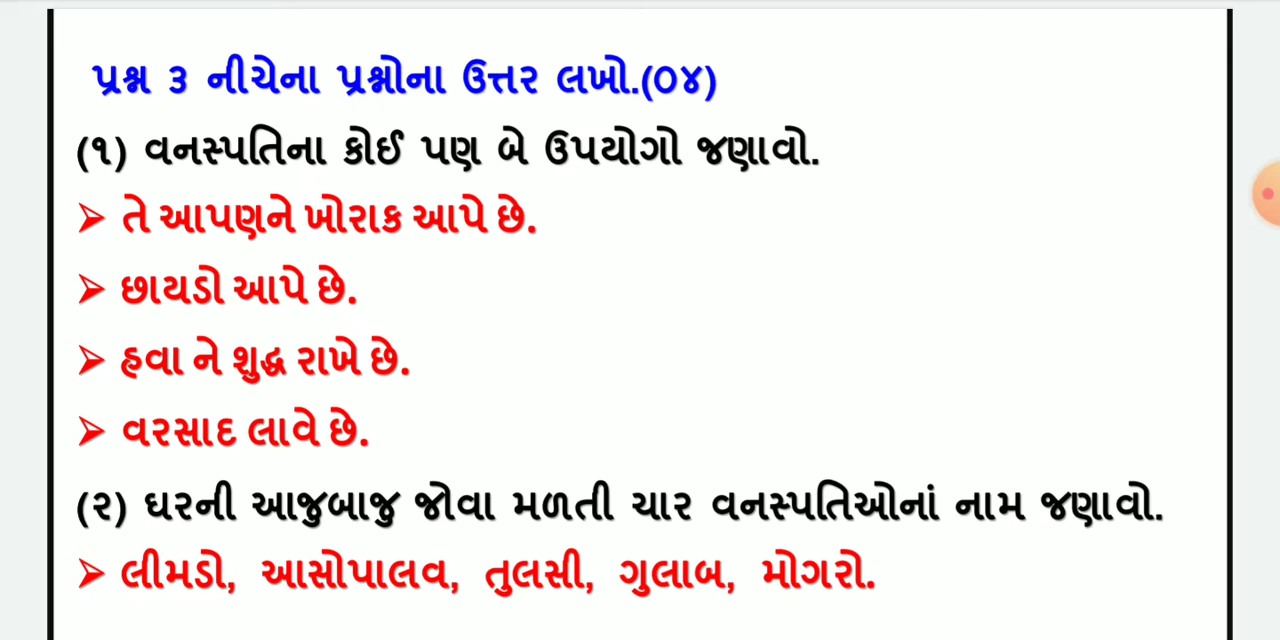 પ્રશ્ન ૩ નીચેના પ્રશ્નોના ઉત્તર લખો.(૦૪)
(૧) વનસ્પતિના કોઈ પણ બે ઉપયોગો જણાવો.
➢ તે આપણને ખોરાક આપે છે.
➢ છાયડો આપે છે.
➢ હવા ને શુદ્ધ રાખે છે.
➢ વરસાદ લાવે છે.
(૨) ઘરની આજુબાજુ જોવા મળતી ચાર વનસ્પતિઓનાં નામ જણાવો.
➢ લીમડો, આસોપાલવ, તુલસી, ગુલાબ, મોગરો.